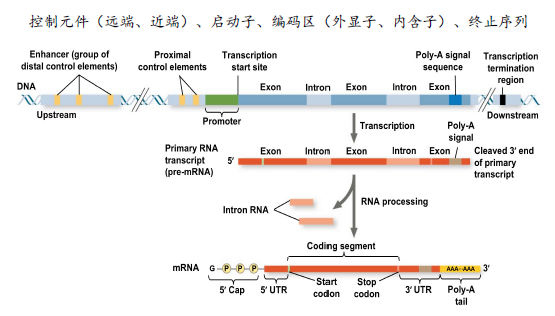 控制元件（远端、近端）、启动子、编码区（外显子、内含子）、终止序列
Enhancer (group of
distal control elements)
Proximal
control elements
Transcription
start site
Poly-A signal
sequence
Transcription
termination
region
DNA
Exon
Intron
Exon
Intron
Exon
Upstream
Promoter
Downstream
Transcription
Poly-A
signal
Primary RNA
transcript
(pre-mRNA)
5′
Exon
Intron
Exon
Intron
Exon
Cleaved 3′ end
of primary
transcript
RNA processing
Intron RNA
Coding segment
mRNA
G
P
P
P
AAA···AAA
3′
5′ Cap
5′ UTR
Start
codon
Stop
codon
3′ UTR
Poly-A
tail